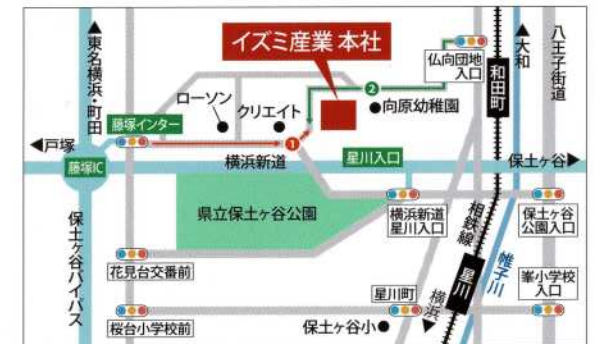 イズミ産業 本社
▲東名横浜・町田
ローソン
クリエイト
藤塚インター
◀戸塚
藤塚IC
1
2
向原幼稚園
仏向団地
入口
和田町
▲大和
八王子街道
横浜新道
星川入口
保土ヶ谷▶
県立保土ヶ谷公園
横浜新道
星川入口
相鉄線
保土ヶ谷
公園入口
保土ヶ谷バイパス
花見台交番前
星川
帷子川
桜台小学校前
星川町
横浜▼
保土ヶ谷小
峯小学校
入口